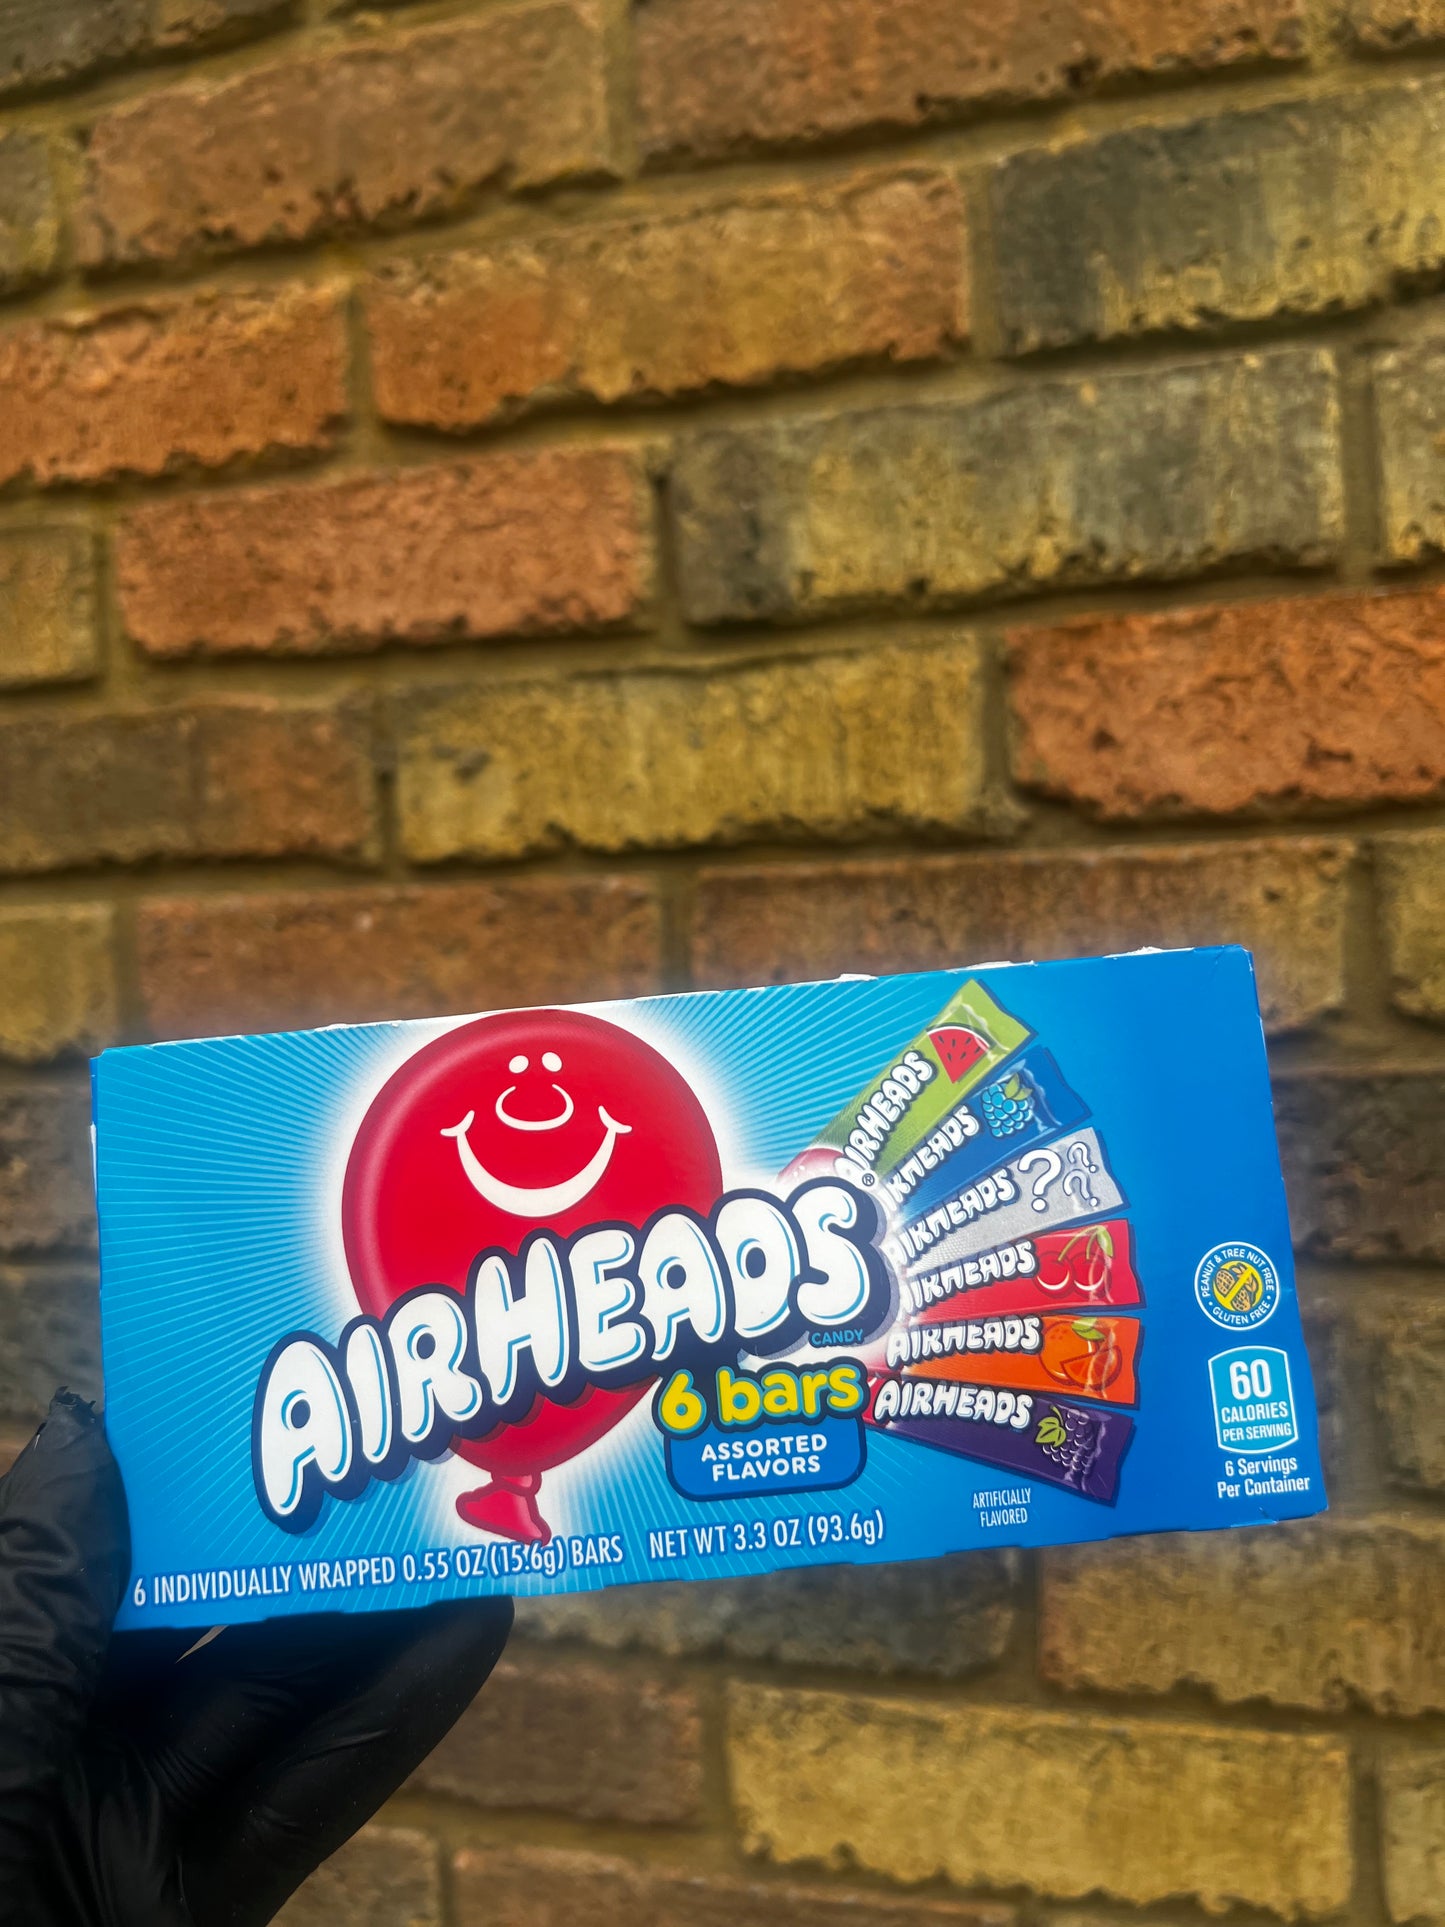 AIRHEADS®
CANDY
6 bars
ASSORTED
FLAVORS
AIRHEADS
AIRHEADS
AIRHEADS ? ? ?
AIRHEADS
AIRHEADS
AIRHEADS
ARTIFICIALLY
FLAVORED
PEANUT & TREE NUT FREE
• GLUTEN FREE •
60
CALORIES
PER SERVING
6 Servings
Per Container
6 INDIVIDUALLY WRAPPED 0.55 OZ (15.6g) BARS NET WT 3.3 OZ (93.6g)